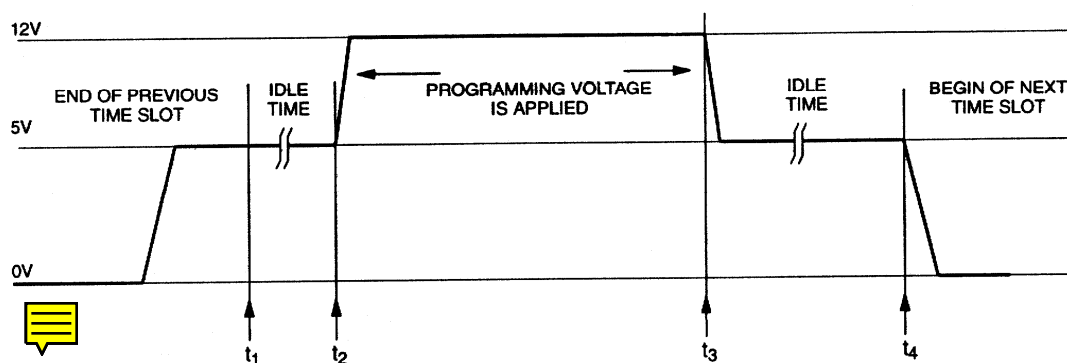 12V
END OF PREVIOUS
TIME SLOT
IDLE
TIME
PROGRAMMING VOLTAGE
IS APPLIED
IDLE
TIME
BEGIN OF NEXT
TIME SLOT
5V
0V
t1
t2
t3
t4